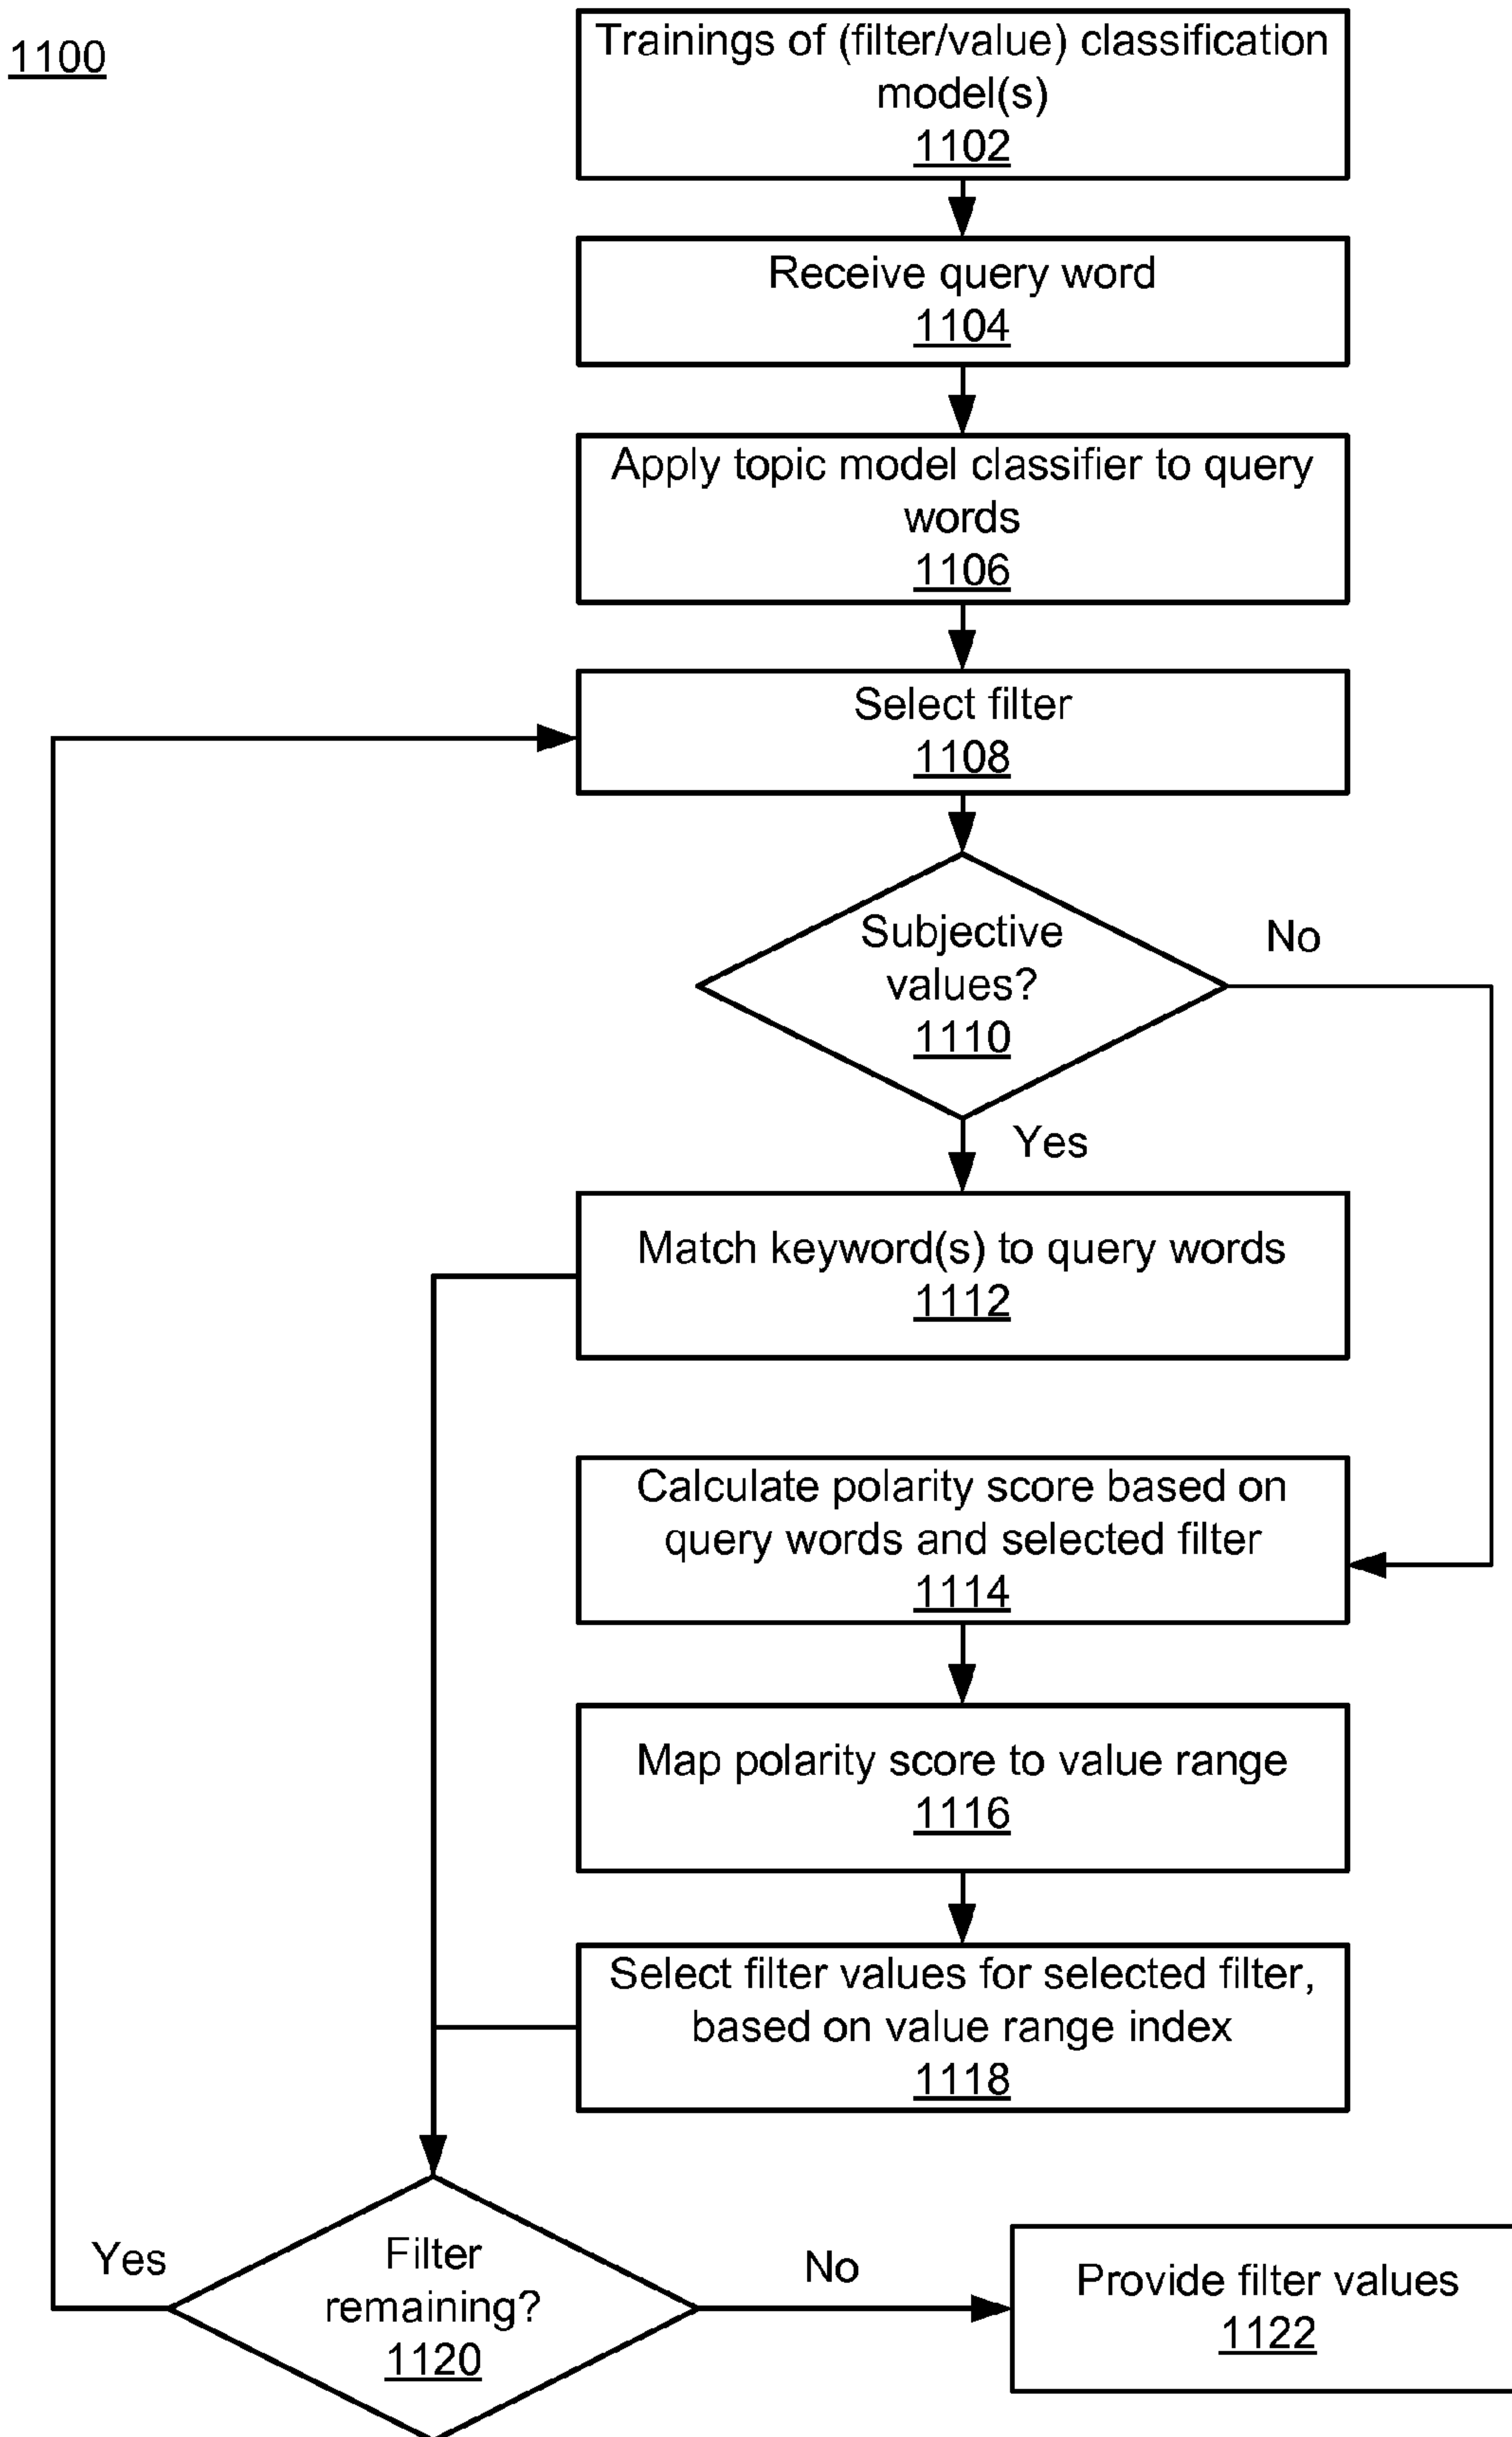 1100
Trainings of (filter/value) classification
model(s)
1102
Receive query word
1104
Apply topic model classifier to query
words
1106
Select filter
1108
Subjective
values?
1110
No
Yes
Match keyword(s) to query words
1112
Calculate polarity score based on
query words and selected filter
1114
Map polarity score to value range
1116
Select filter values for selected filter,
based on value range index
1118
Yes
Filter
remaining?
1120
No
Provide filter values
1122